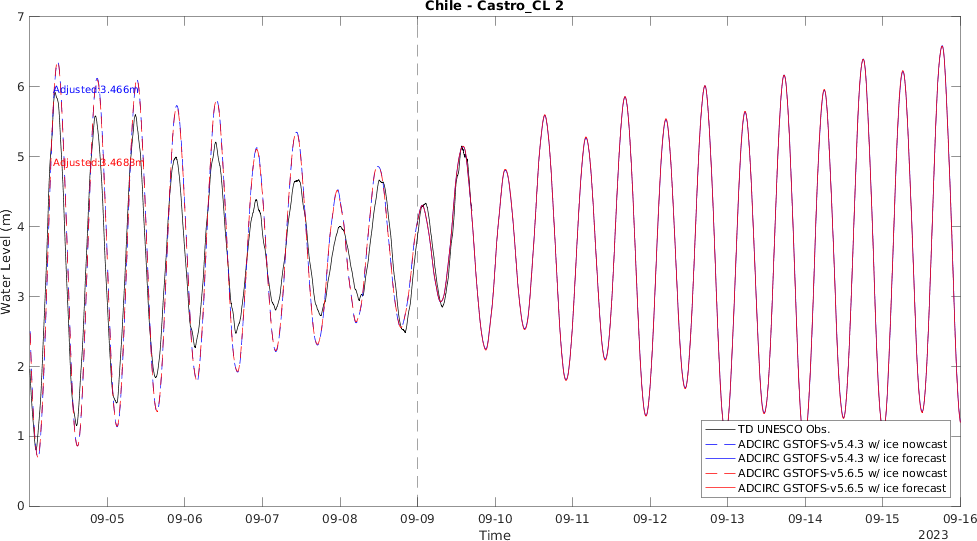 Chile - Castro_CL 2
7
6
5
4
3
2
1
0
Water Level (m)
Adjusted:3.466m
Adjusted:3.4683m
TD UNESCO Obs.
ADCIRC GSTOFS-v5.4.3 w/ ice nowcast
ADCIRC GSTOFS-v5.4.3 w/ ice forecast
ADCIRC GSTOFS-v5.6.5 w/ ice nowcast
ADCIRC GSTOFS-v5.6.5 w/ ice forecast
09-05 09-06 09-07 09-08 09-09 09-10 09-11 09-12 09-13 09-14 09-15 09-16
Time
2023